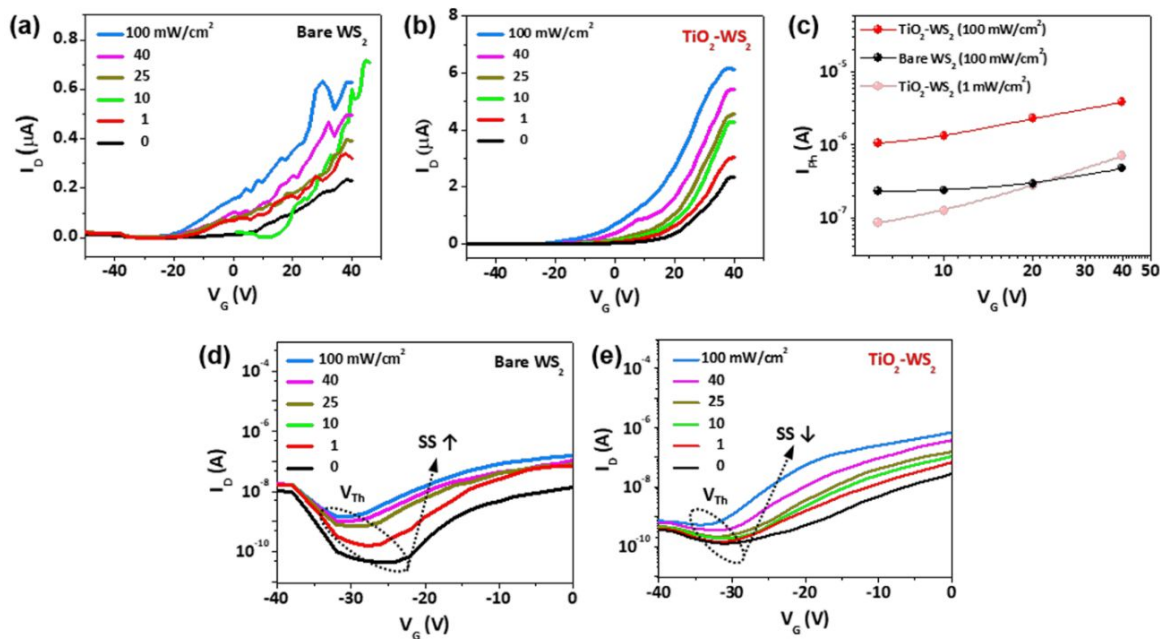 (a)
100 mW/cm²
40
25
10
1
0
Bare WS₂
I_D (μA)
0.8
0.6
0.4
0.2
0.0
-40 -20 0 20 40
V_G (V)
(b)
100 mW/cm²
40
25
10
1
0
TiO₂-WS₂
I_D (μA)
8
6
4
2
0
-40 -20 0 20 40
V_G (V)
(c)
TiO₂-WS₂ (100 mW/cm²)
Bare WS₂ (100 mW/cm²)
TiO₂-WS₂ (1 mW/cm²)
I_Ph (A)
10⁻⁵
10⁻⁶
10⁻⁷
10 20 30 40 50
V_G (V)
(d)
100 mW/cm²
40
25
10
1
0
Bare WS₂
SS ↑
V_Th
I_D (A)
10⁻⁴
10⁻⁶
10⁻⁸
10⁻¹⁰
-40 -30 -20 -10 0
V_G (V)
(e)
100 mW/cm²
40
25
10
1
0
TiO₂-WS₂
SS ↓
V_Th
I_D (A)
10⁻⁴
10⁻⁶
10⁻⁸
10⁻¹⁰
-40 -30 -20 -10 0
V_G (V)